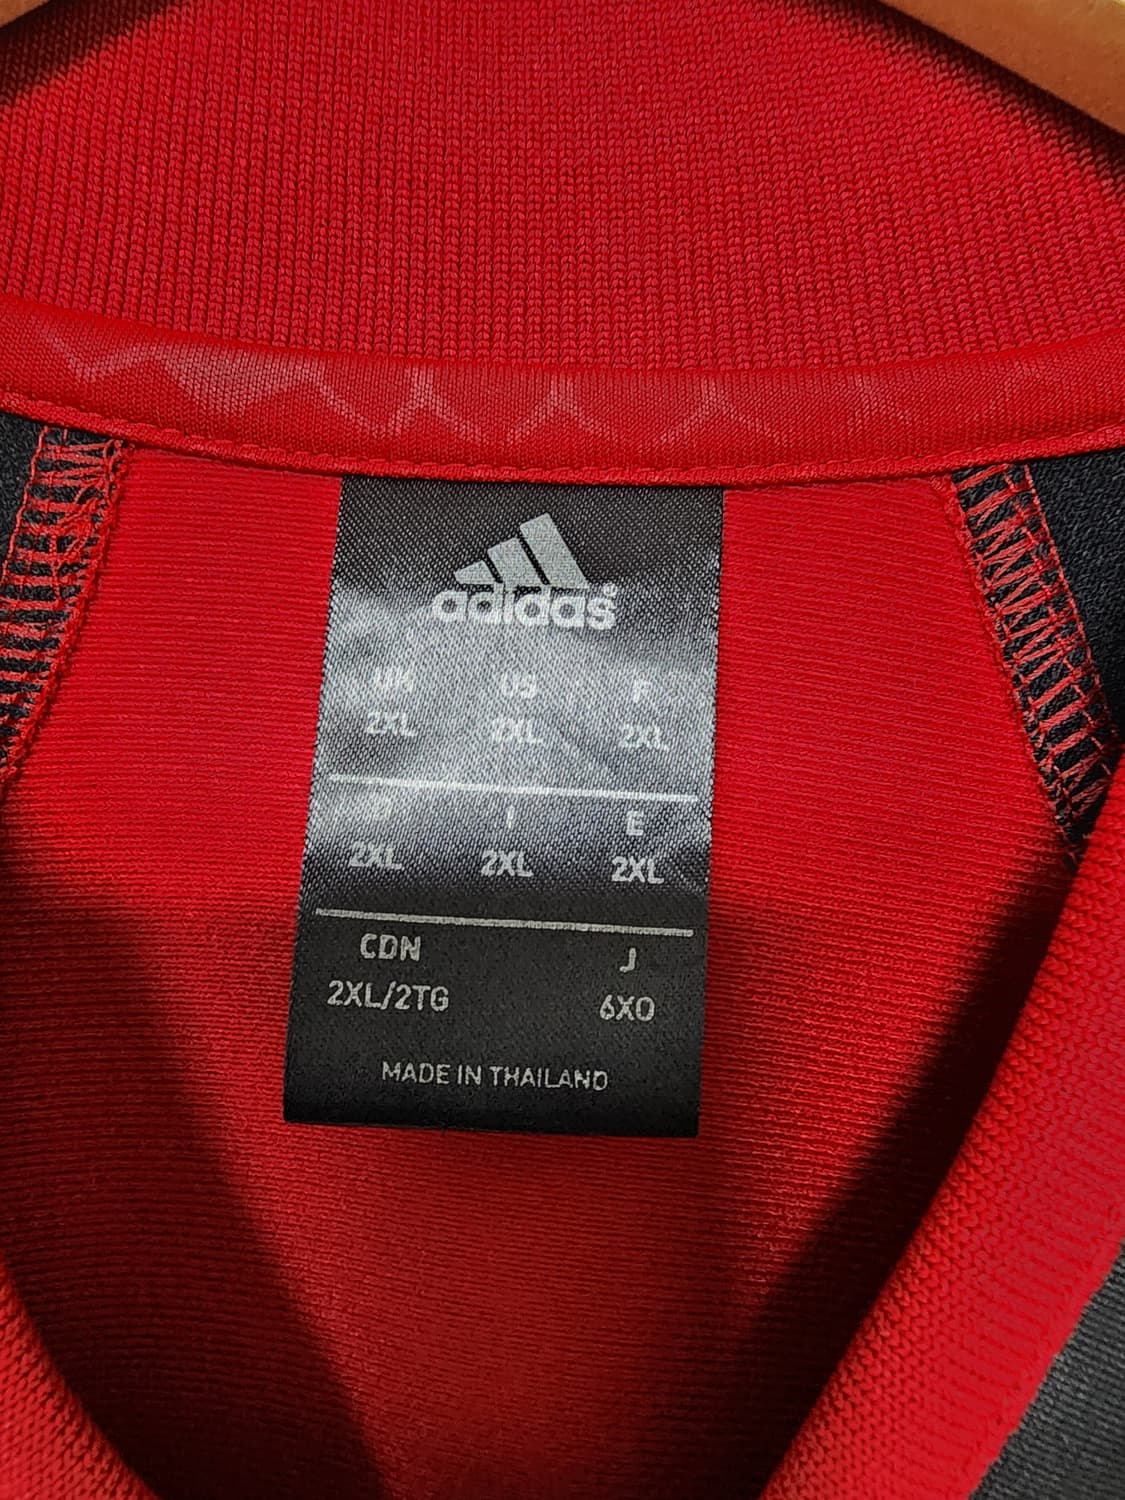 adidas®
UK US F
2XL 2XL 2XL
D I E
2XL 2XL 2XL
CDN J
2XL/2TG 6XO
MADE IN THAILAND